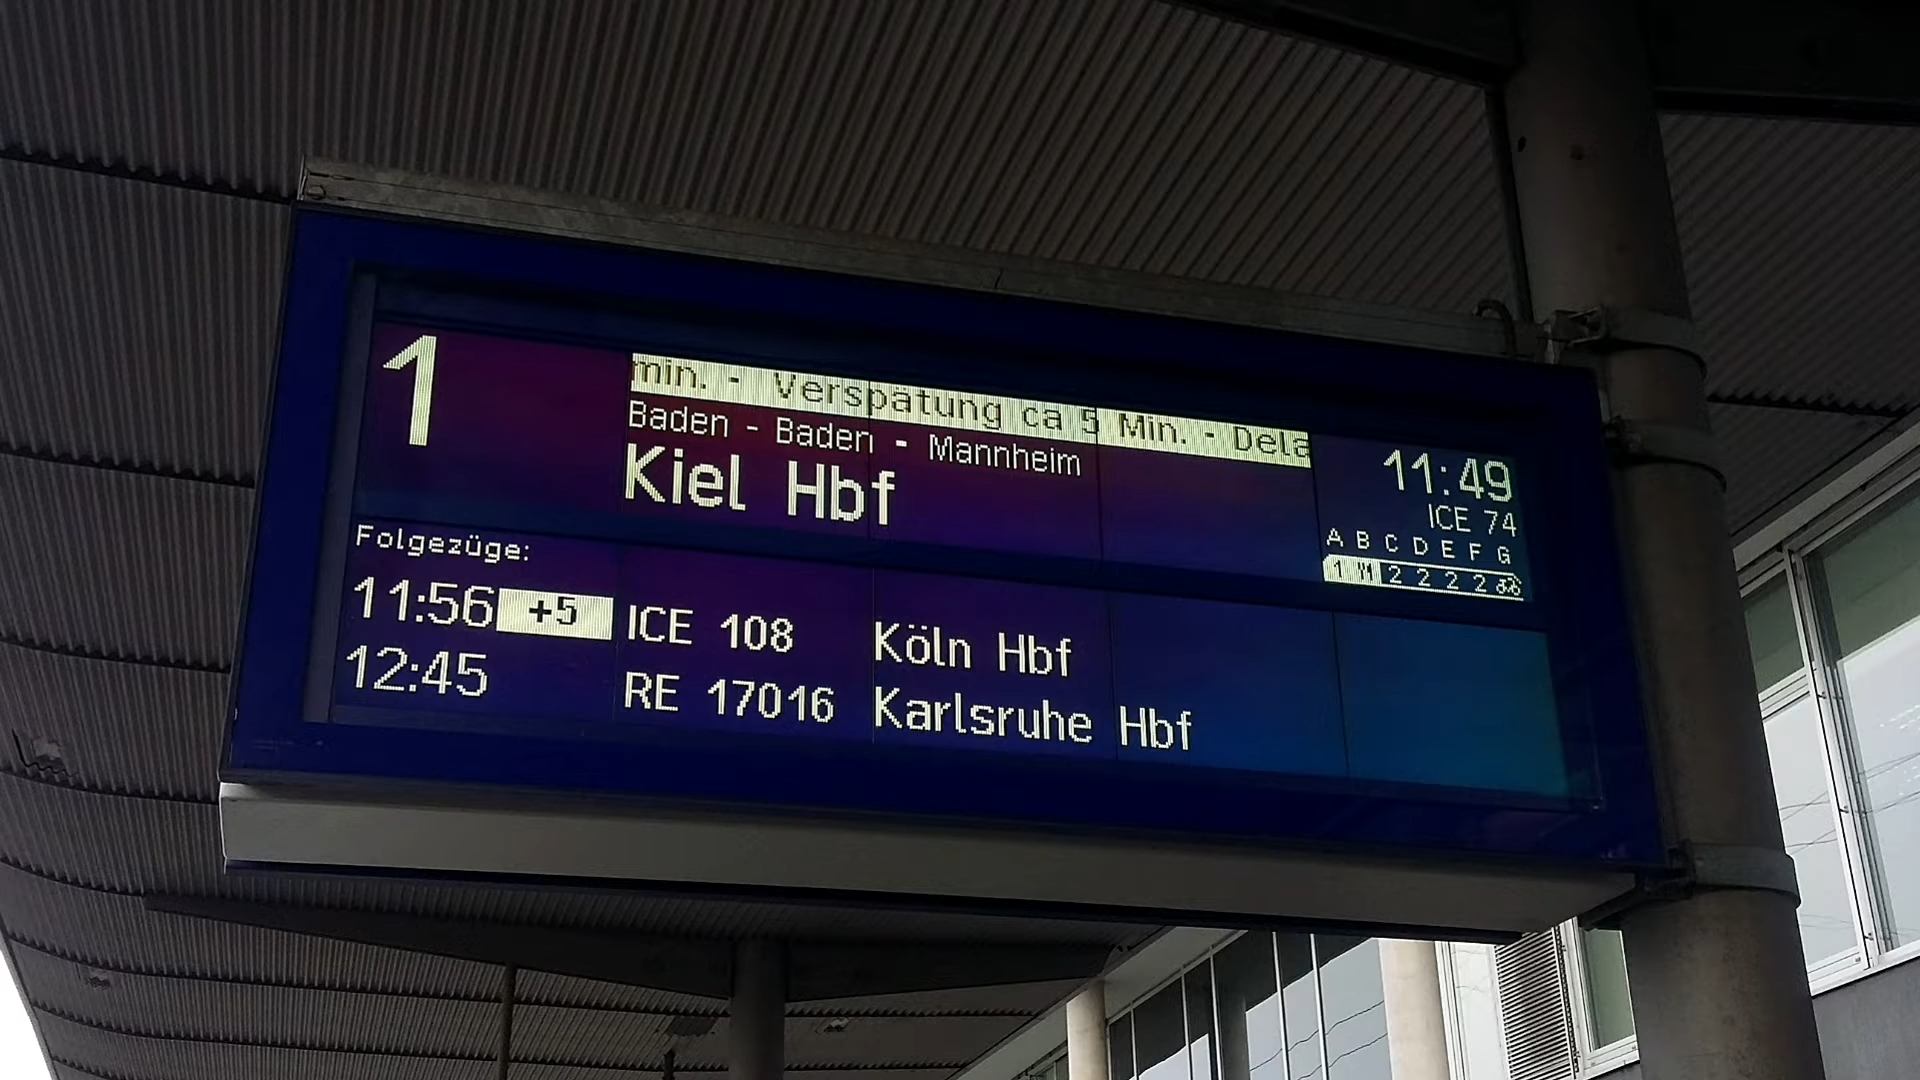 1
min. - Verspätung ca 5 Min. - Dela
Baden - Baden - Mannheim
Kiel Hbf
11:49
ICE 74
A B C D E F G
1 2 2 2 2
Folgezüge:
11:56 +5 ICE 108 Köln Hbf
12:45 RE 17016 Karlsruhe Hbf